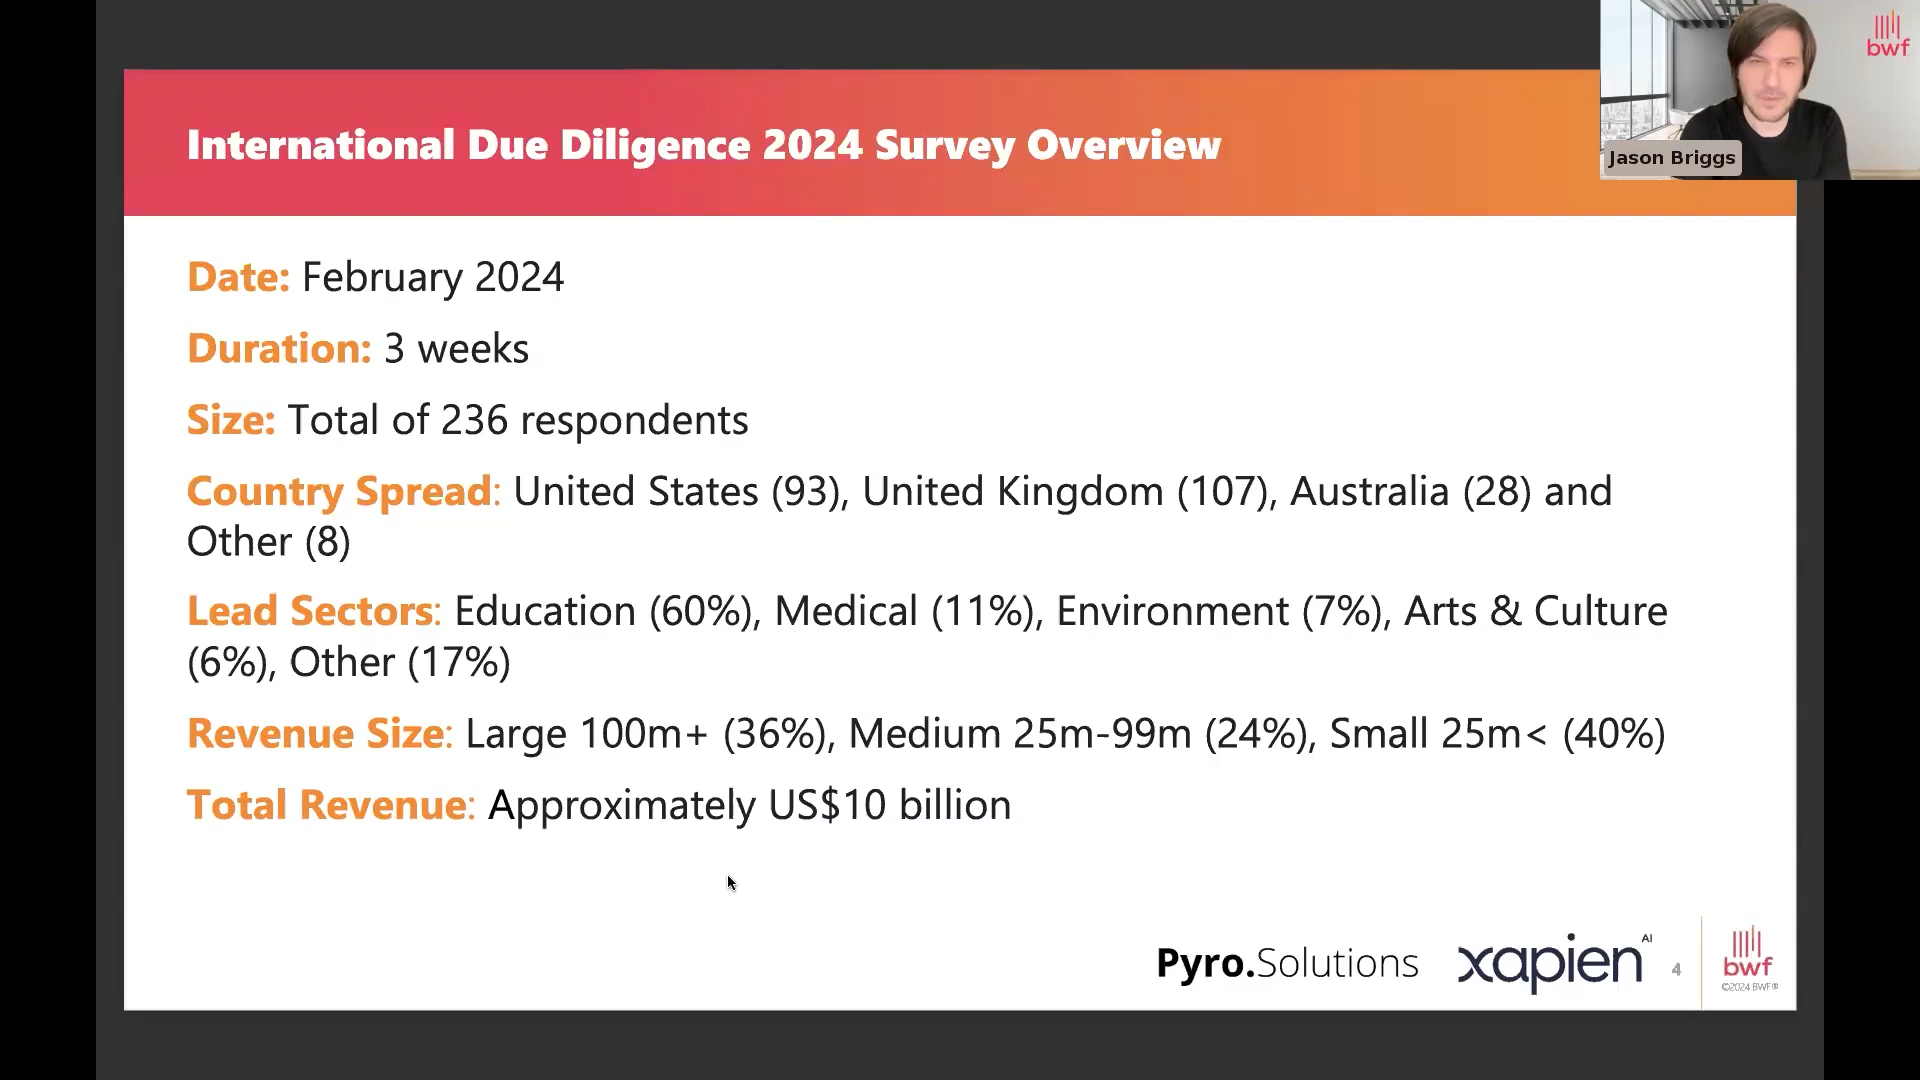 bwf
Jason Briggs
International Due Diligence 2024 Survey Overview
Date: February 2024
Duration: 3 weeks
Size: Total of 236 respondents
Country Spread: United States (93), United Kingdom (107), Australia (28) and
Other (8)
Lead Sectors: Education (60%), Medical (11%), Environment (7%), Arts & Culture
(6%), Other (17%)
Revenue Size: Large 100m+ (36%), Medium 25m-99m (24%), Small 25m< (40%)
Total Revenue: Approximately US$10 billion
Pyro.Solutions
xapien AI
4
bwf
©2024 BWF®